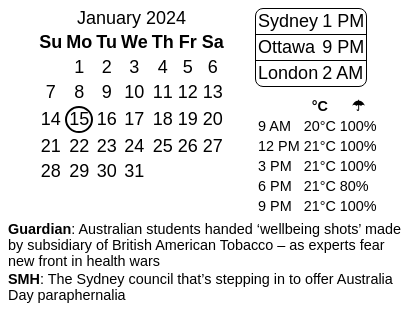 January 2024
Su Mo Tu We Th Fr Sa
1 2 3 4 5 6
7 8 9 10 11 12 13
14 15 16 17 18 19 20
21 22 23 24 25 26 27
28 29 30 31
Sydney 1 PM
Ottawa 9 PM
London 2 AM
°C ☂
9 AM 20°C 100%
12 PM 21°C 100%
3 PM 21°C 100%
6 PM 21°C 80%
9 PM 21°C 100%
Guardian: Australian students handed ‘wellbeing shots’ made
by subsidiary of British American Tobacco – as experts fear
new front in health wars
SMH: The Sydney council that’s stepping in to offer Australia
Day paraphernalia